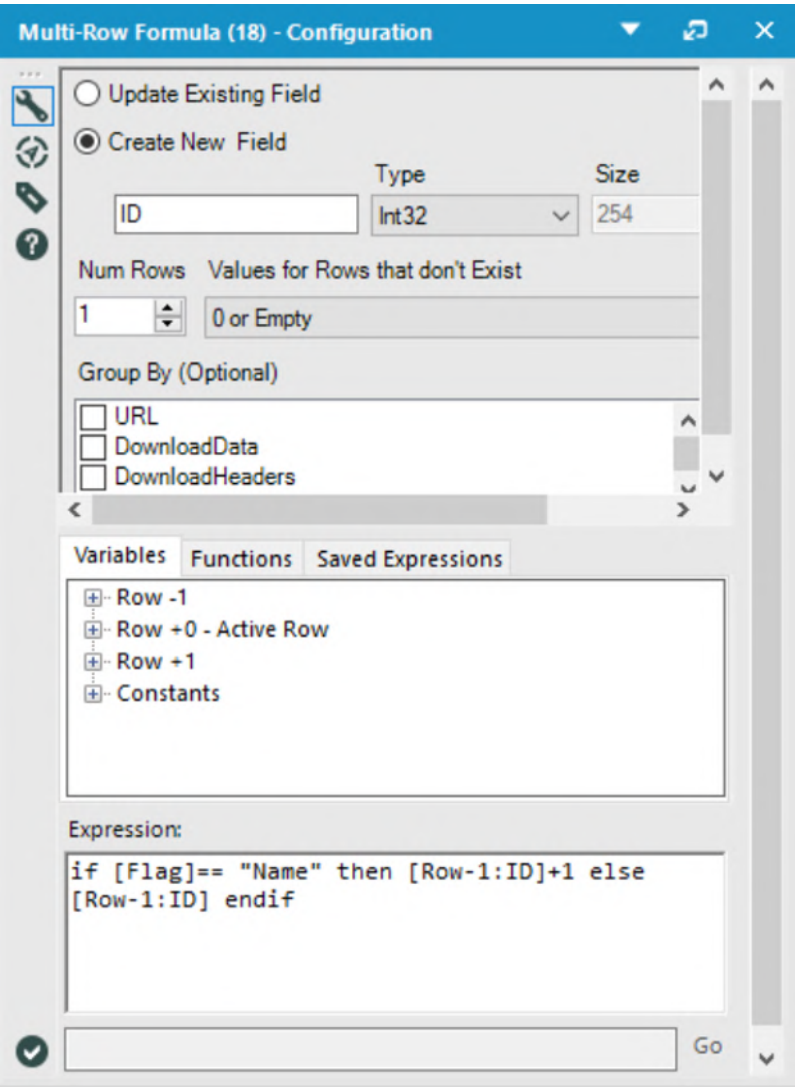 Multi-Row Formula (18) - Configuration
Update Existing Field
Create New Field
Type Size
ID Int32 254
Num Rows Values for Rows that don't Exist
1 0 or Empty
Group By (Optional)
URL
DownloadData
DownloadHeaders
Variables Functions Saved Expressions
Row -1
Row +0 - Active Row
Row +1
Constants
Expression:
if [Flag]== "Name" then [Row-1:ID]+1 else
[Row-1:ID] endif
Go